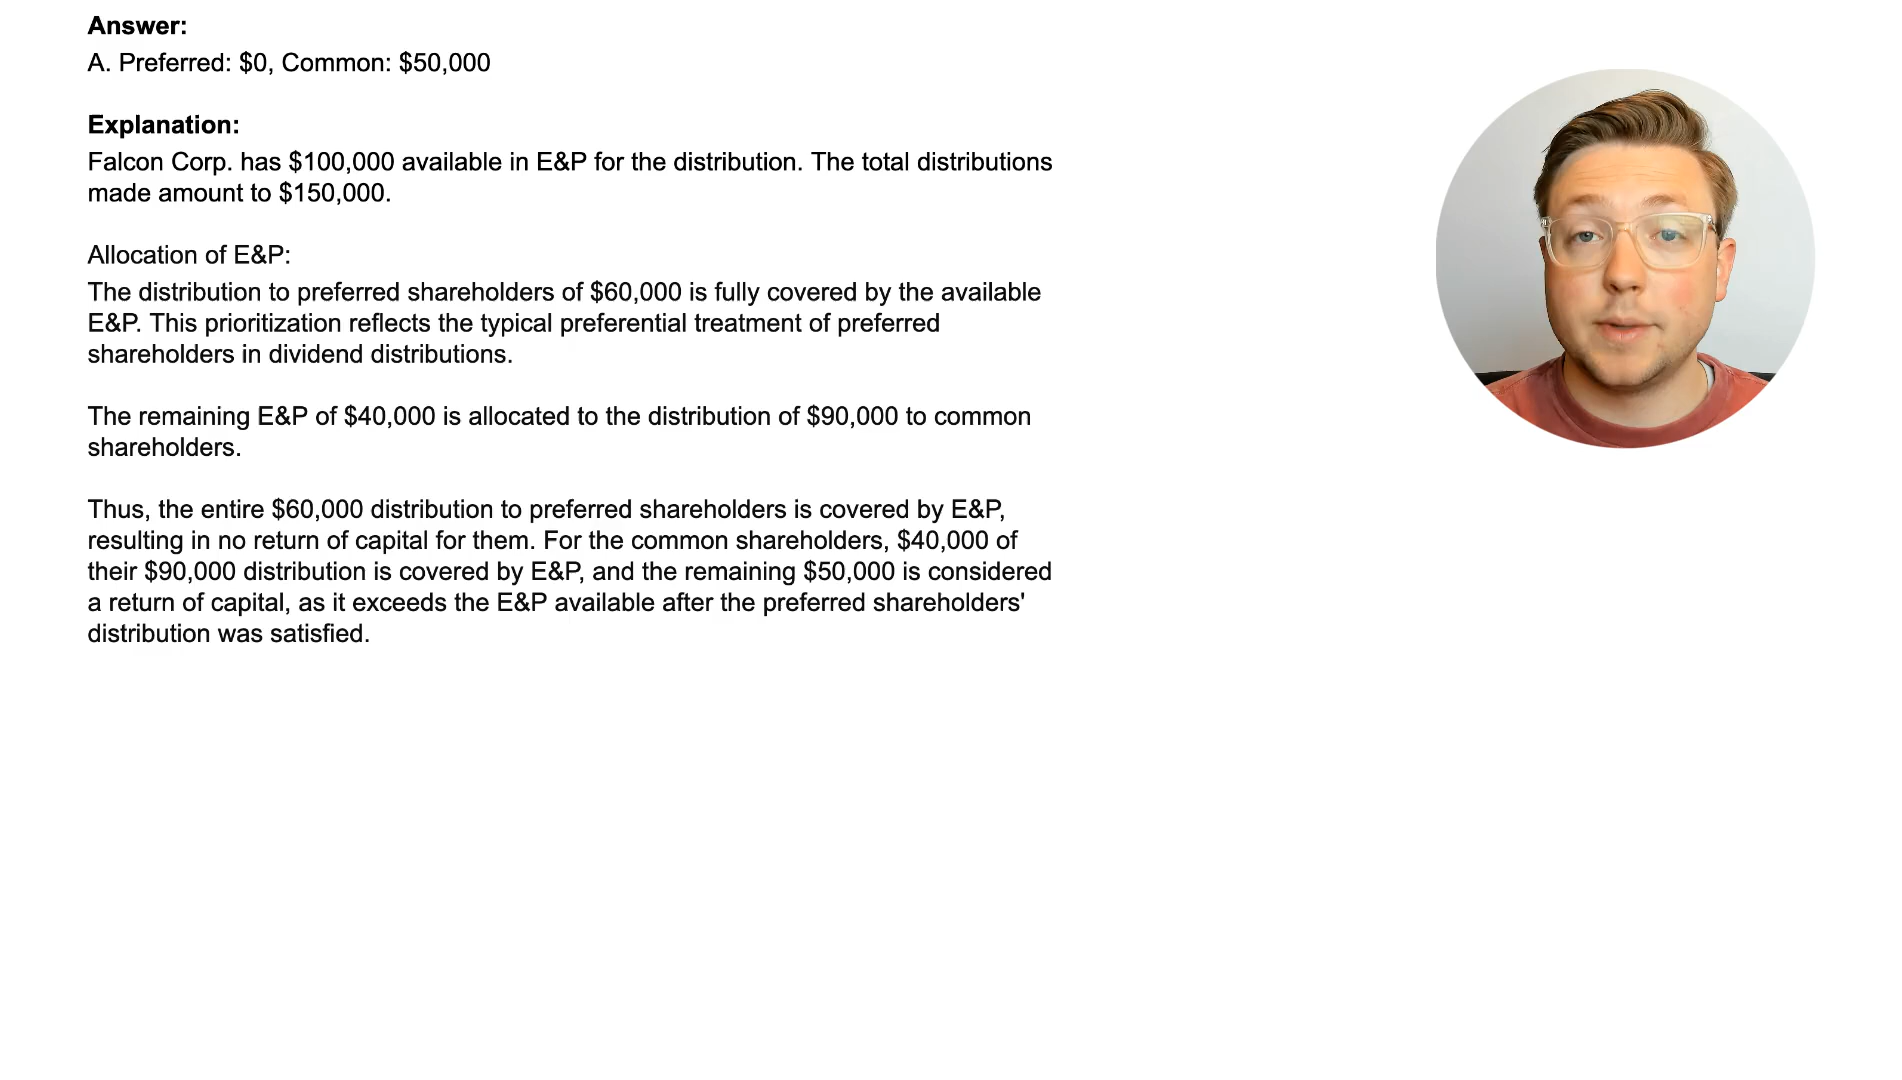 Answer:
A. Preferred: $0, Common: $50,000
Explanation:
Falcon Corp. has $100,000 available in E&P for the distribution. The total distributions
made amount to $150,000.
Allocation of E&P:
The distribution to preferred shareholders of $60,000 is fully covered by the available
E&P. This prioritization reflects the typical preferential treatment of preferred
shareholders in dividend distributions.
The remaining E&P of $40,000 is allocated to the distribution of $90,000 to common
shareholders.
Thus, the entire $60,000 distribution to preferred shareholders is covered by E&P,
resulting in no return of capital for them. For the common shareholders, $40,000 of
their $90,000 distribution is covered by E&P, and the remaining $50,000 is considered
a return of capital, as it exceeds the E&P available after the preferred shareholders'
distribution was satisfied.